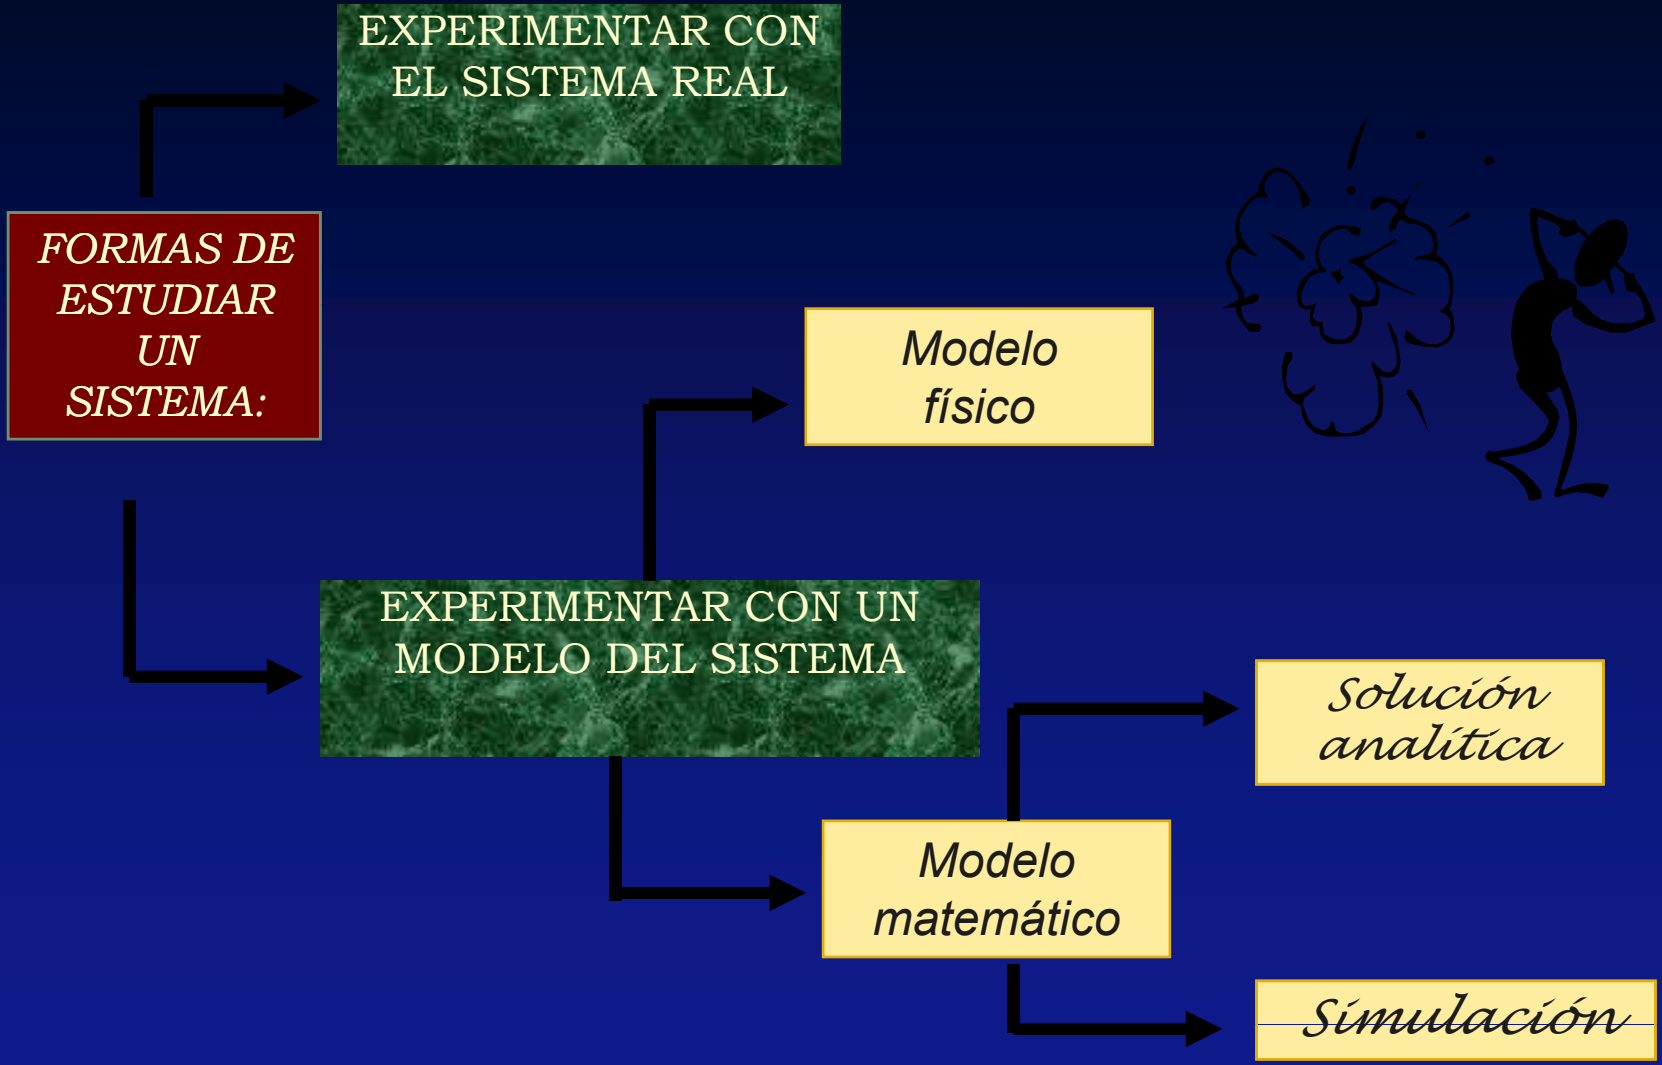 EXPERIMENTAR CON
EL SISTEMA REAL
FORMAS DE
ESTUDIAR
UN
SISTEMA:
Modelo
físico
EXPERIMENTAR CON UN
MODELO DEL SISTEMA
Solución
analítica
Modelo
matemático
Simulación